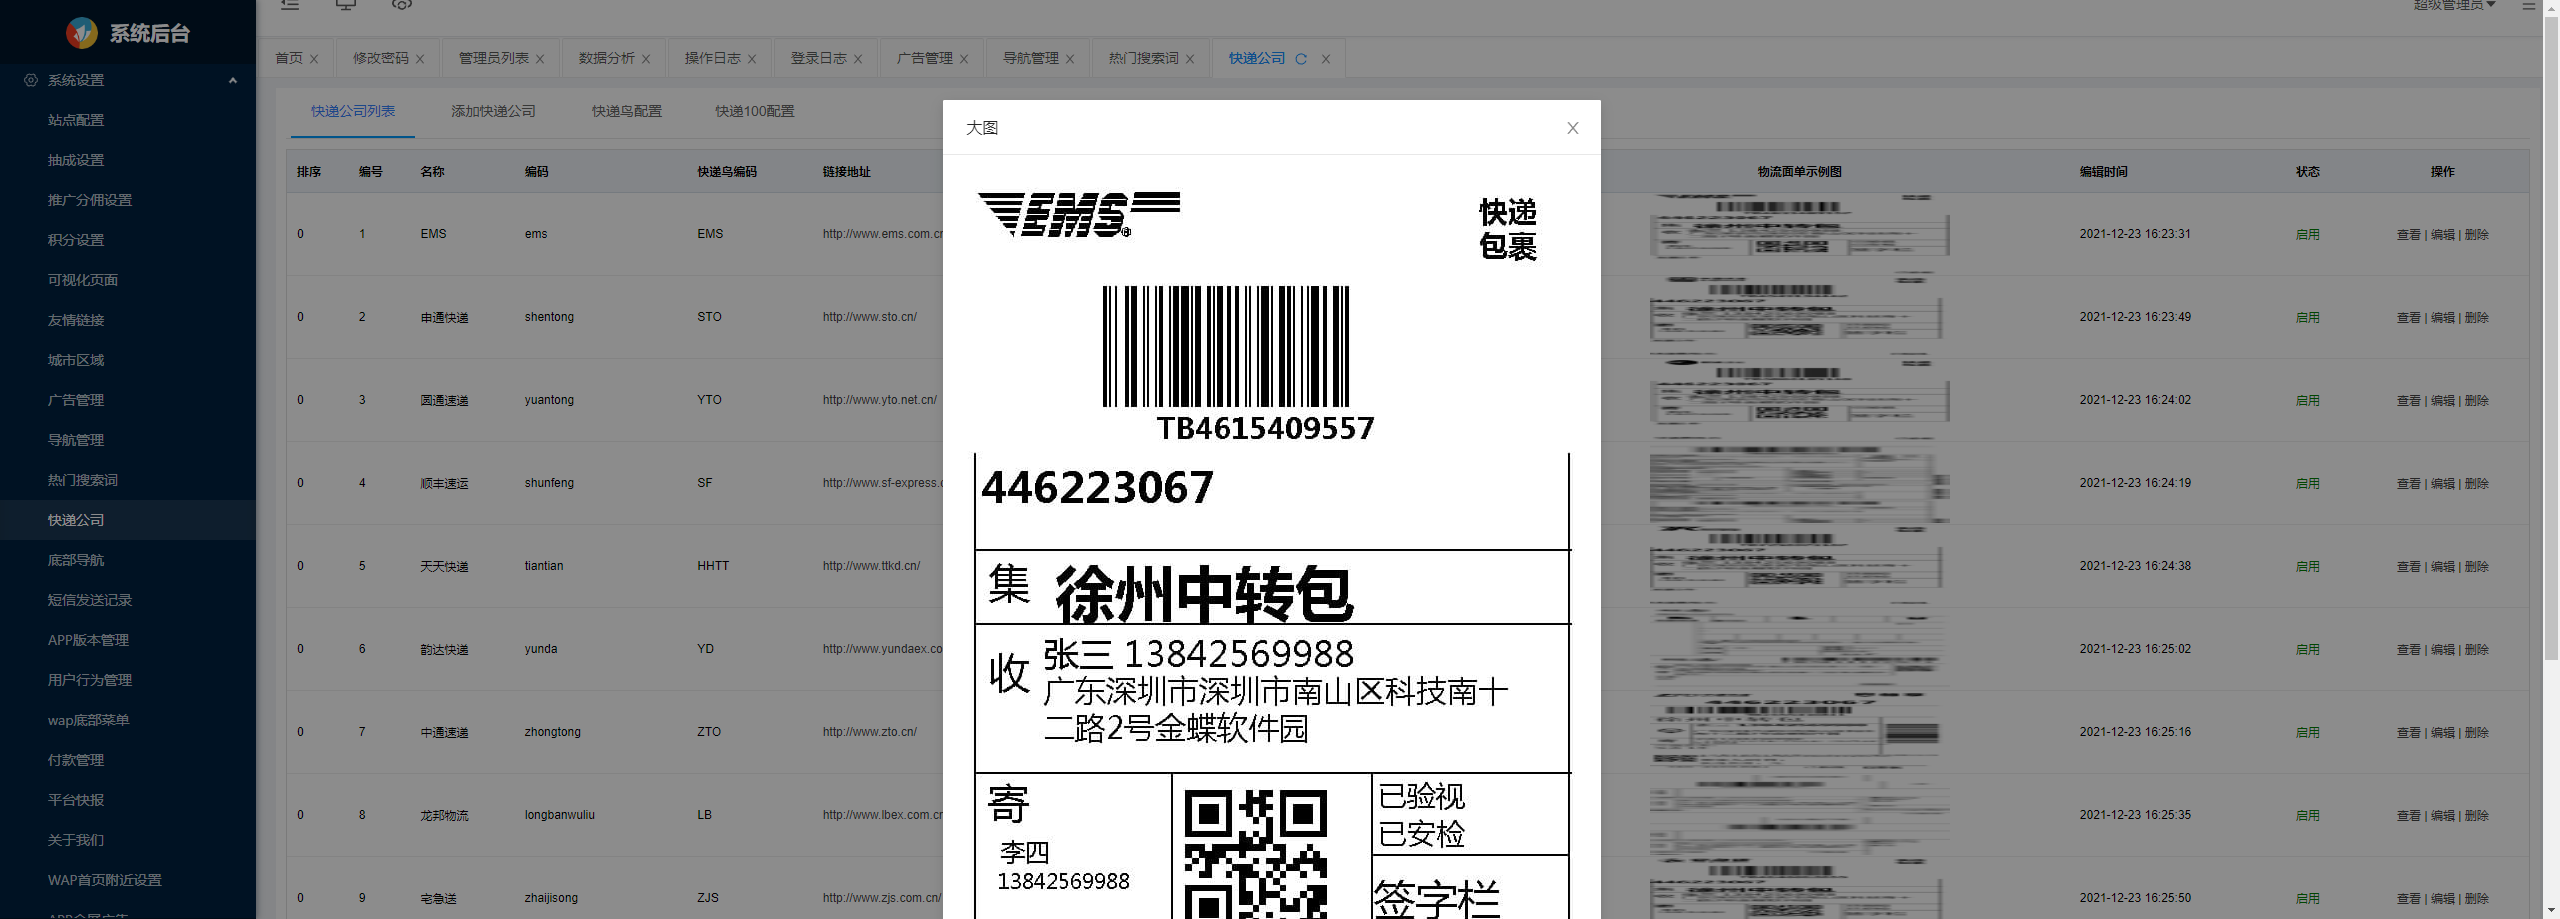 系统后台
超级管理员
首页
修改密码
管理员列表
数据分析
操作日志
登录日志
广告管理
导航管理
热门搜索词
快递公司
系统设置
站点配置
抽成设置
推广分佣设置
积分设置
可视化页面
友情链接
城市区域
广告管理
导航管理
热门搜索词
快递公司
底部导航
短信发送记录
APP版本管理
用户行为管理
wap底部菜单
付款管理
平台快报
关于我们
WAP首页附近设置
快递公司列表 添加快递公司 快递鸟配置 快递100配置
排序 编号 名称 编码 快递鸟编码 链接地址 物流面单示例图 编辑时间 状态 操作
0 1 EMS ems EMS http://www.ems.com.cn 2021-12-23 16:23:31 启用 查看 | 编辑 | 删除
0 2 申通快递 shentong STO http://www.sto.cn/ 2021-12-23 16:23:49 启用 查看 | 编辑 | 删除
0 3 圆通速递 yuantong YTO http://www.yto.net.cn/ 2021-12-23 16:24:02 启用 查看 | 编辑 | 删除
0 4 顺丰速运 shunfeng SF http://www.sf-express. 2021-12-23 16:24:19 启用 查看 | 编辑 | 删除
0 5 天天快递 tiantian HHTT http://www.ttkd.cn/ 2021-12-23 16:24:38 启用 查看 | 编辑 | 删除
0 6 韵达快递 yunda YD http://www.yundaex.co 2021-12-23 16:25:02 启用 查看 | 编辑 | 删除
0 7 中通速递 zhongtong ZTO http://www.zto.cn/ 2021-12-23 16:25:16 启用 查看 | 编辑 | 删除
0 8 龙邦物流 longbanwuliu LB http://www.lbex.com.cn 2021-12-23 16:25:35 启用 查看 | 编辑 | 删除
0 9 宅急送 zhaijisong ZJS http://www.zjs.com.cn/ 2021-12-23 16:25:50 启用 查看 | 编辑 | 删除
大图
EMS®
快递
包裹
TB4615409557
446223067
集 徐州中转包
收 张三 13842569988
广东深圳市深圳市南山区科技南十
二路2号金蝶软件园
寄
李四
13842569988
已验视
已安检
签字栏